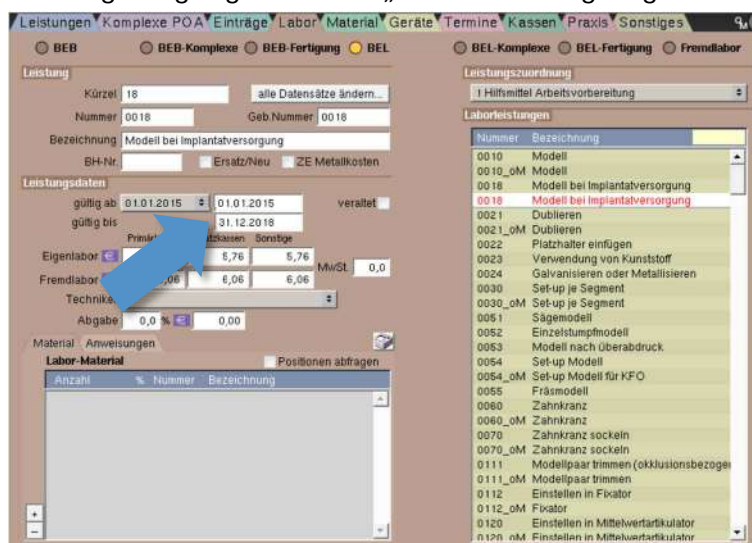 Leistungen Komplexe POA Einträge Labor Material Geräte Termine Kassen Praxis Sonstiges
BEB BEB-Komplexe BEB-Fertigung BEL BEL-Komplexe BEL-Fertigung Fremdlabor
Leistung
Kürzel 18 alle Datensätze ändern...
Nummer 0018 Geb.Nummer 0018
Bezeichnung Modell bei Implantatversorgung
BH-Nr. Ersatz/Neu ZE Metallkosten
Leistungsdaten
gültig ab 01.01.2015 01.01.2015 veraltet
gültig bis 31.12.2018
Sonstige
Eigenlabor 5,76 5,76
MwSt. 0,0
Fremdlabor 6,06 6,06
Abgabe 0,0 % 0,00
Material Anweisungen
Labor-Material Positionen abfragen
Anzahl % Nummer Bezeichnung
+
-
Leistungszuordnung
1 Hilfsmittel Arbeitsvorbereitung
Laborleistungen
Nummer Bezeichnung
0010 Modell
0010_oM Modell
0018 Modell bei Implantatversorgung
0018 Modell bei Implantatversorgung
0021 Dublieren
0021_oM Dublieren
0022 Platzhalter einfügen
0023 Verwendung von Kunststoff
0024 Galvanisieren oder Metallisieren
0030 Set-up je Segment
0030_oM Set-up je Segment
0051 Sägemodell
0052 Einzelstumpfmodell
0053 Modell nach Überabdruck
0054 Set-up Modell
0054_oM Set-up Modell für KFO
0055 Fräsmodell
0060 Zahnkranz
0060_oM Zahnkranz
0070 Zahnkranz sockeln
0070_oM Zahnkranz sockeln
0111 Modellpaar trimmen (okklusionsbezogen
0111_oM Modellpaar trimmen
0112 Einstellen in Fixator
0112_oM Fixator
0120 Einstellen in Mittelwertartikulator
0120_oM Einstellen in Mittelwertartikulator